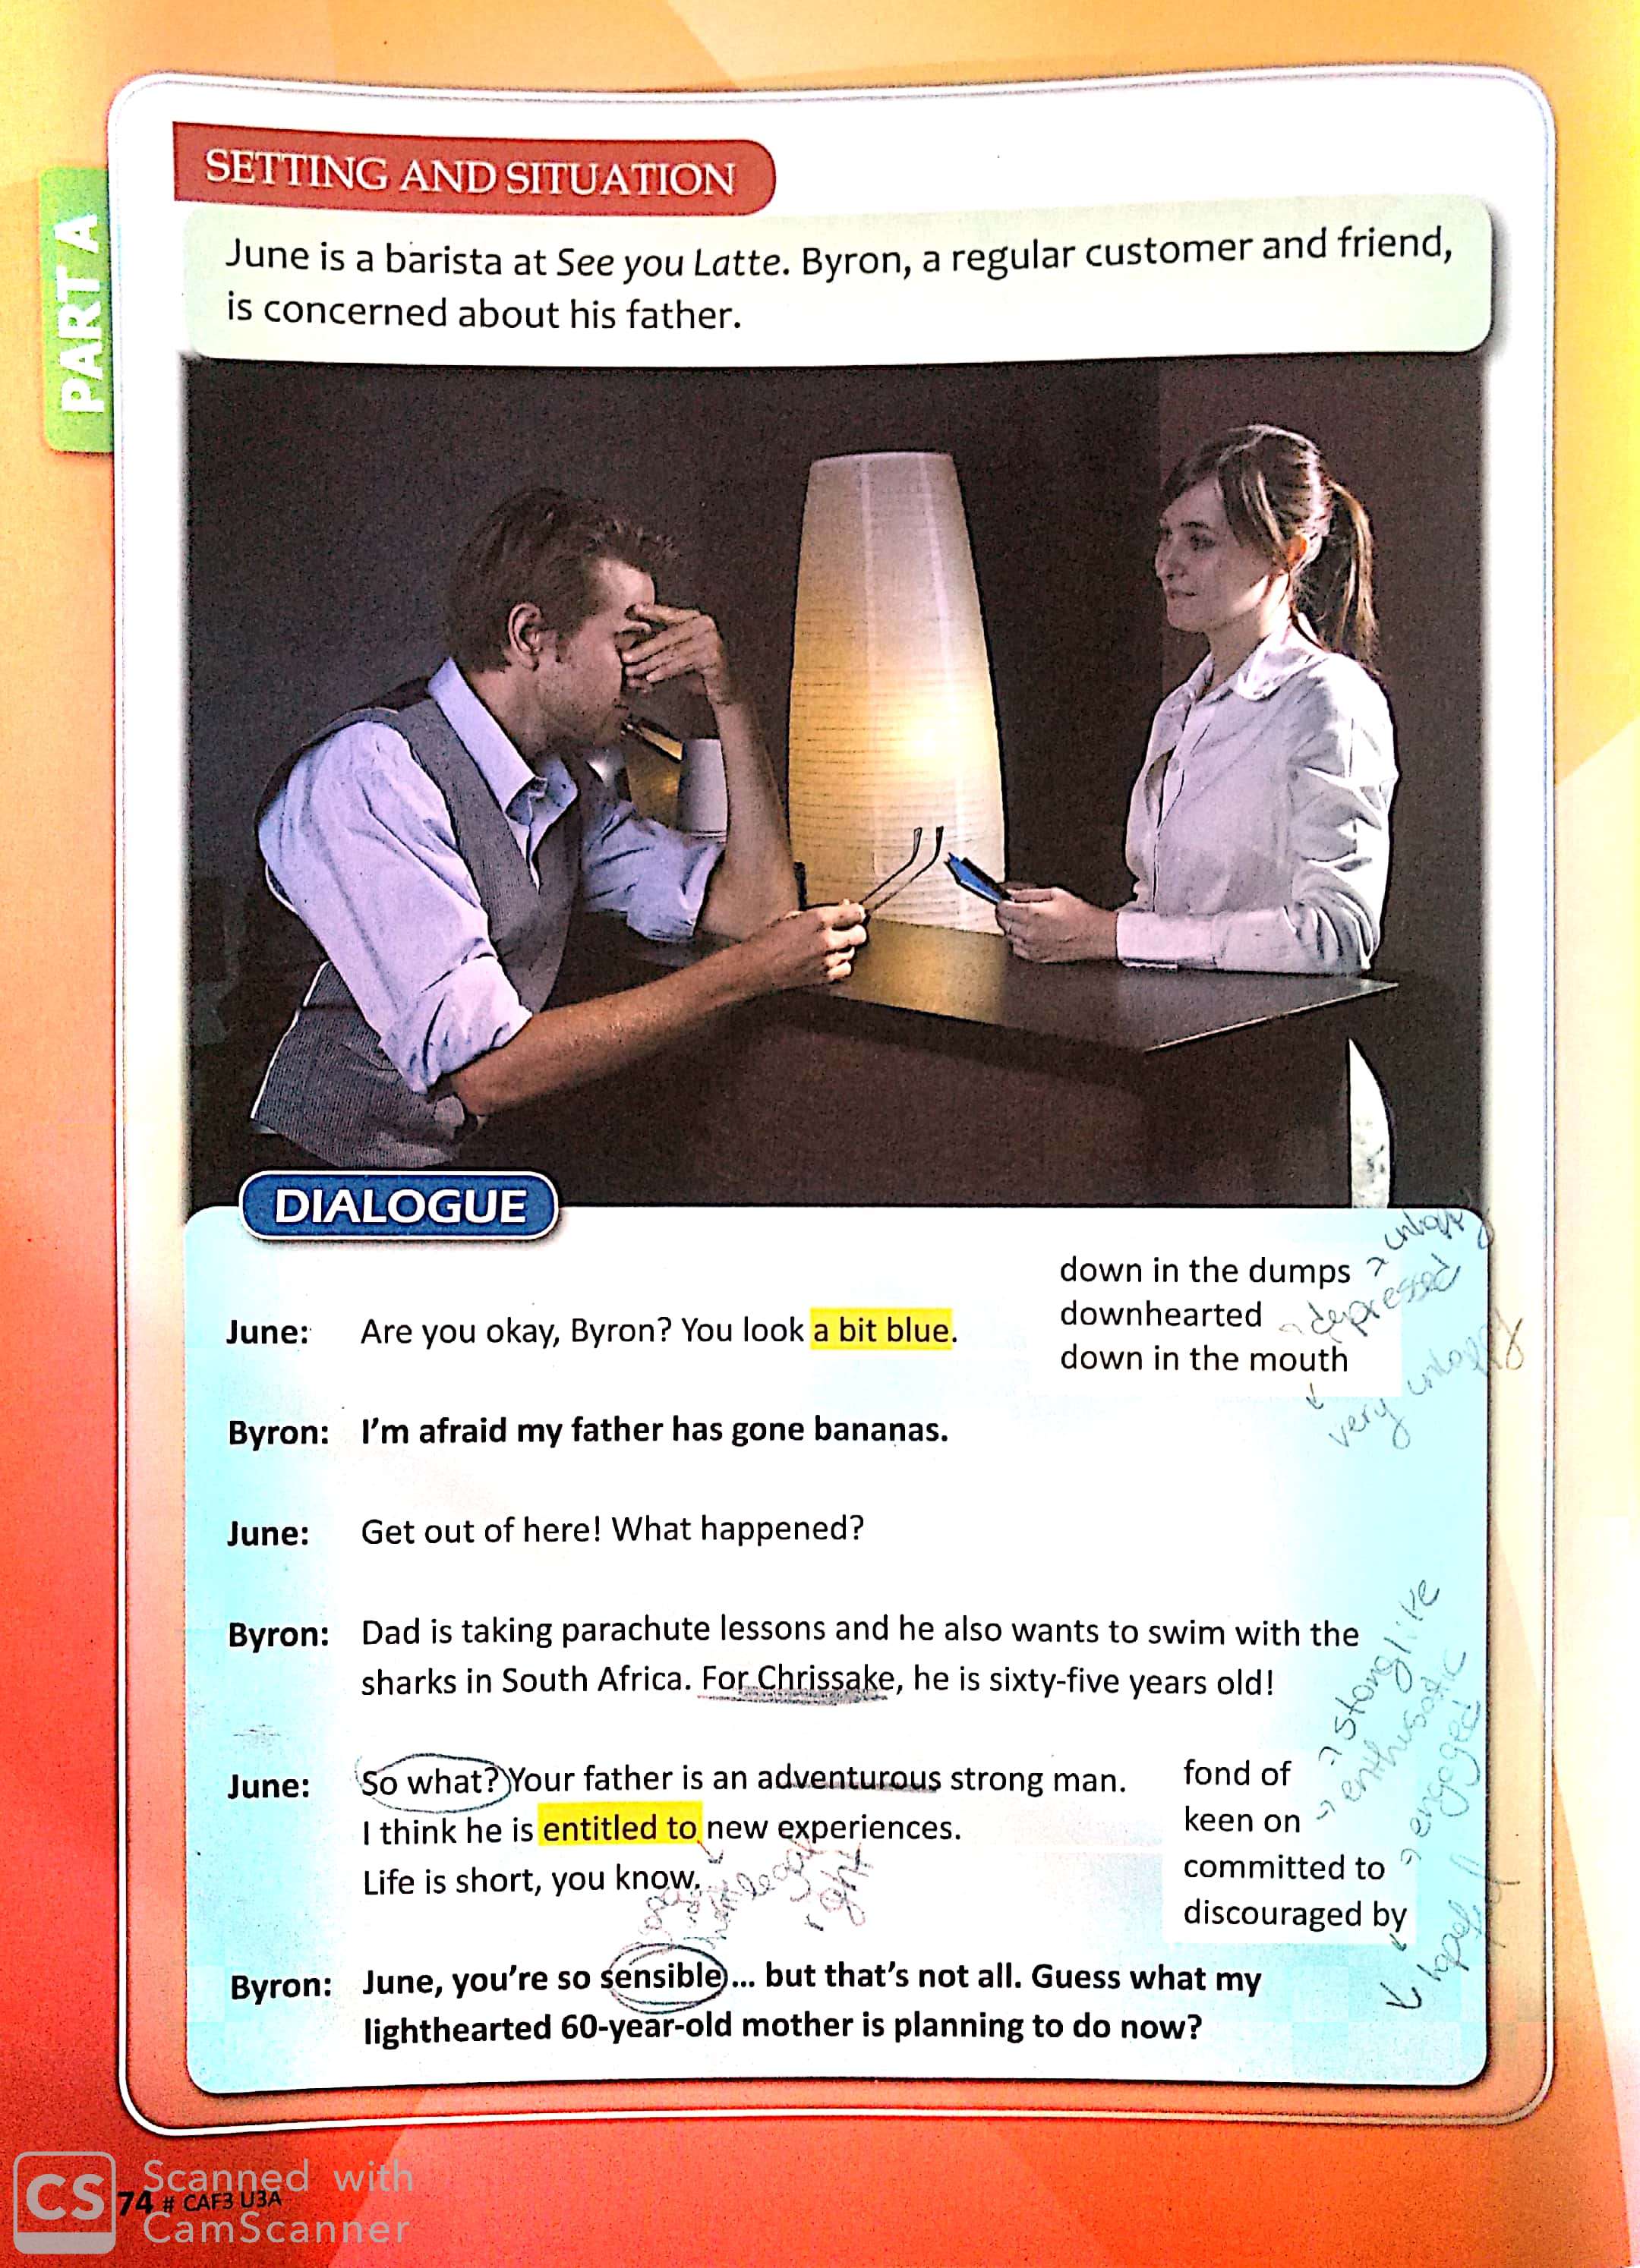 SETTING AND SITUATION
PART A
June is a barista at See you Latte. Byron, a regular customer and friend,
is concerned about his father.
DIALOGUE
down in the dumps → unhappy
downhearted → depressed
down in the mouth
very unhappy
June: Are you okay, Byron? You look a bit blue.
Byron: I'm afraid my father has gone bananas.
June: Get out of here! What happened?
Byron: Dad is taking parachute lessons and he also wants to swim with the
sharks in South Africa. For Chrissake, he is sixty-five years old!
June: So what? Your father is an adventurous strong man.
I think he is entitled to new experiences.
Life is short, you know.
legal
right
fond of → strong like
keen on → enthusastic
committed to → engaged
discouraged by
Byron: June, you're so sensible... but that's not all. Guess what my
lighthearted 60-year-old mother is planning to do now?
74 # CAF3 U3A
CS Scanned with
CamScanner